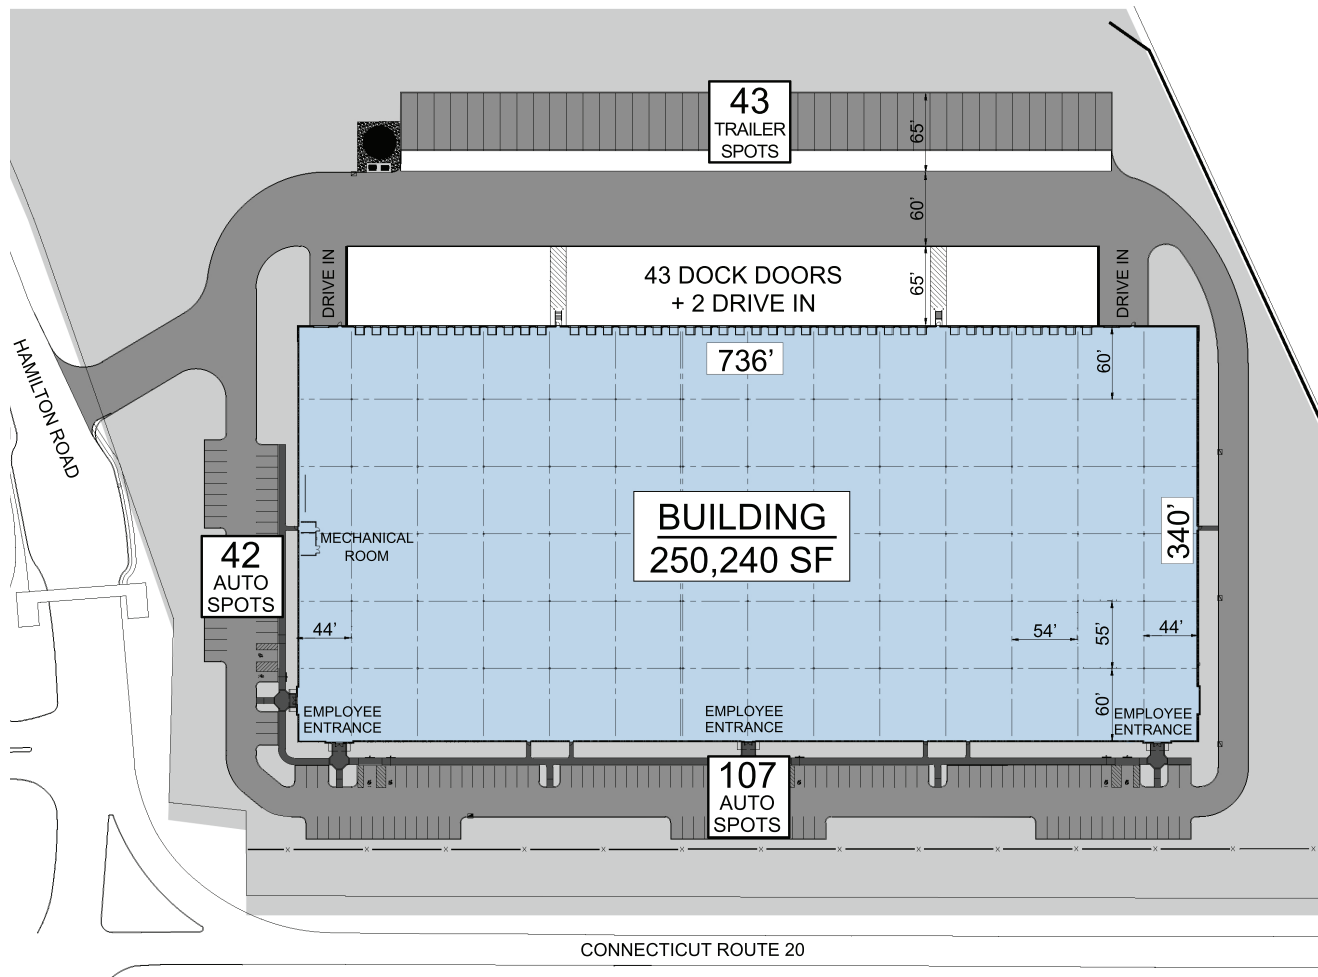 43
TRAILER
SPOTS
65'
60'
DRIVE IN
43 DOCK DOORS
+ 2 DRIVE IN
65'
DRIVE IN
736'
60'
HAMILTON ROAD
BUILDING
250,240 SF
340'
MECHANICAL
ROOM
42
AUTO
SPOTS
44'
54'
55'
44'
60'
EMPLOYEE
ENTRANCE
EMPLOYEE
ENTRANCE
EMPLOYEE
ENTRANCE
107
AUTO
SPOTS
CONNECTICUT ROUTE 20